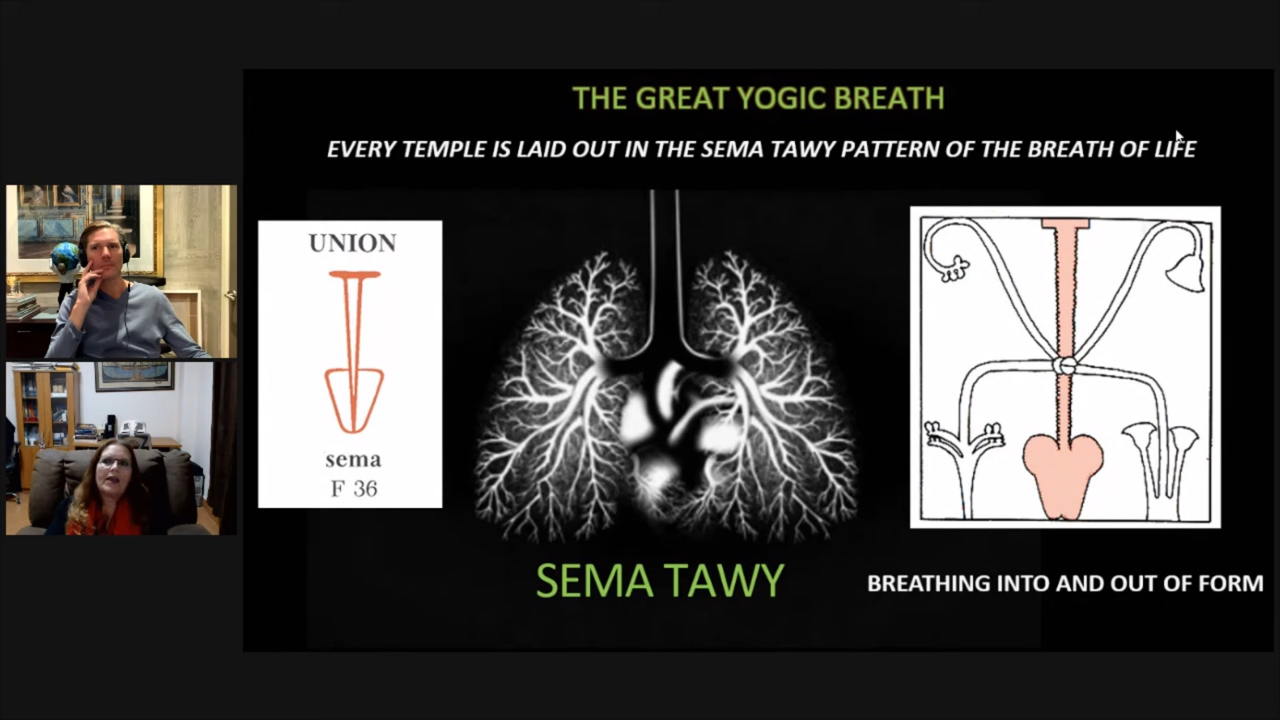 THE GREAT YOGIC BREATH
EVERY TEMPLE IS LAID OUT IN THE SEMA TAWY PATTERN OF THE BREATH OF LIFE
UNION
sema
F 36
SEMA TAWY
BREATHING INTO AND OUT OF FORM